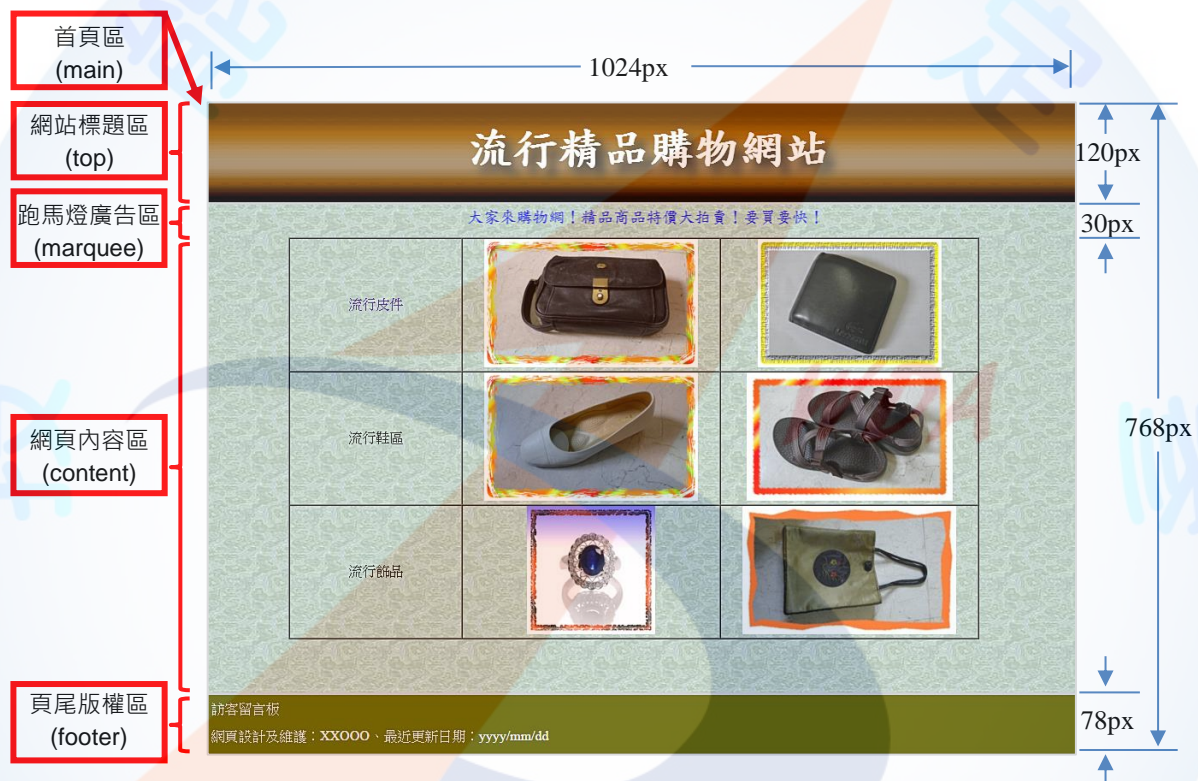 首頁區
(main)
1024px
網站標題區
(top)
流行精品購物網站
120px
跑馬燈廣告區
(marquee)
大家來購物網！精品商品特價大拍賣！要買要快！
30px
流行皮件
流行鞋區
網頁內容區
(content)
768px
流行飾品
頁尾版權區
(footer)
訪客留言板
網頁設計及維護：XXOOO、最近更新日期：yyyy/mm/dd
78px